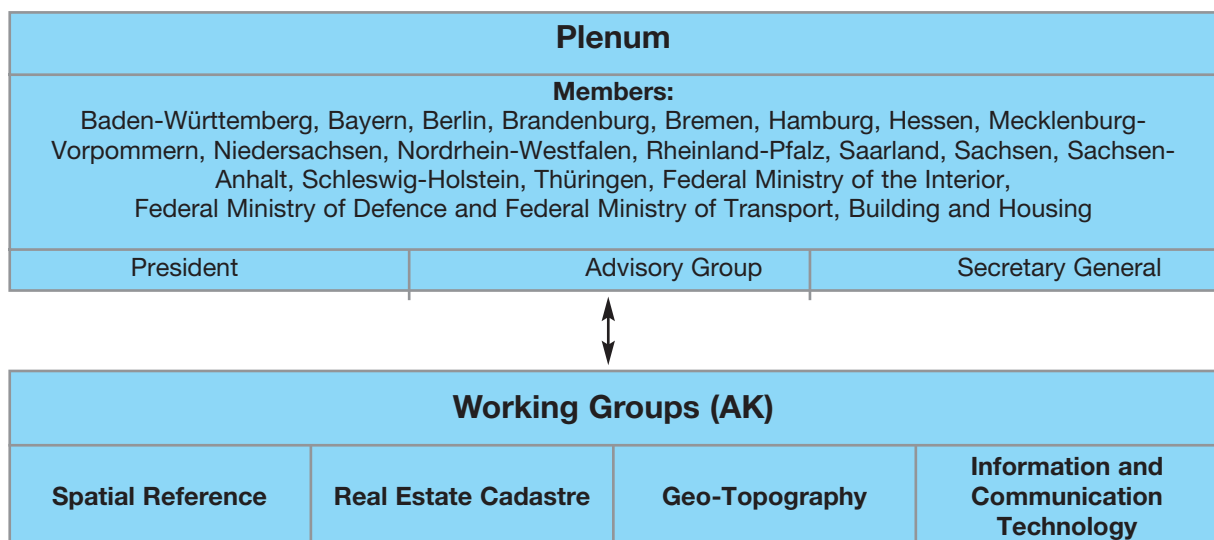 Plenum
Members:
Baden-Württemberg, Bayern, Berlin, Brandenburg, Bremen, Hamburg, Hessen, Mecklenburg-
Vorpommern, Niedersachsen, Nordrhein-Westfalen, Rheinland-Pfalz, Saarland, Sachsen, Sachsen-
Anhalt, Schleswig-Holstein, Thüringen, Federal Ministry of the Interior,
Federal Ministry of Defence and Federal Ministry of Transport, Building and Housing
President
Advisory Group
Secretary General
Working Groups (AK)
Spatial Reference
Real Estate Cadastre
Geo-Topography
Information and
Communication
Technology